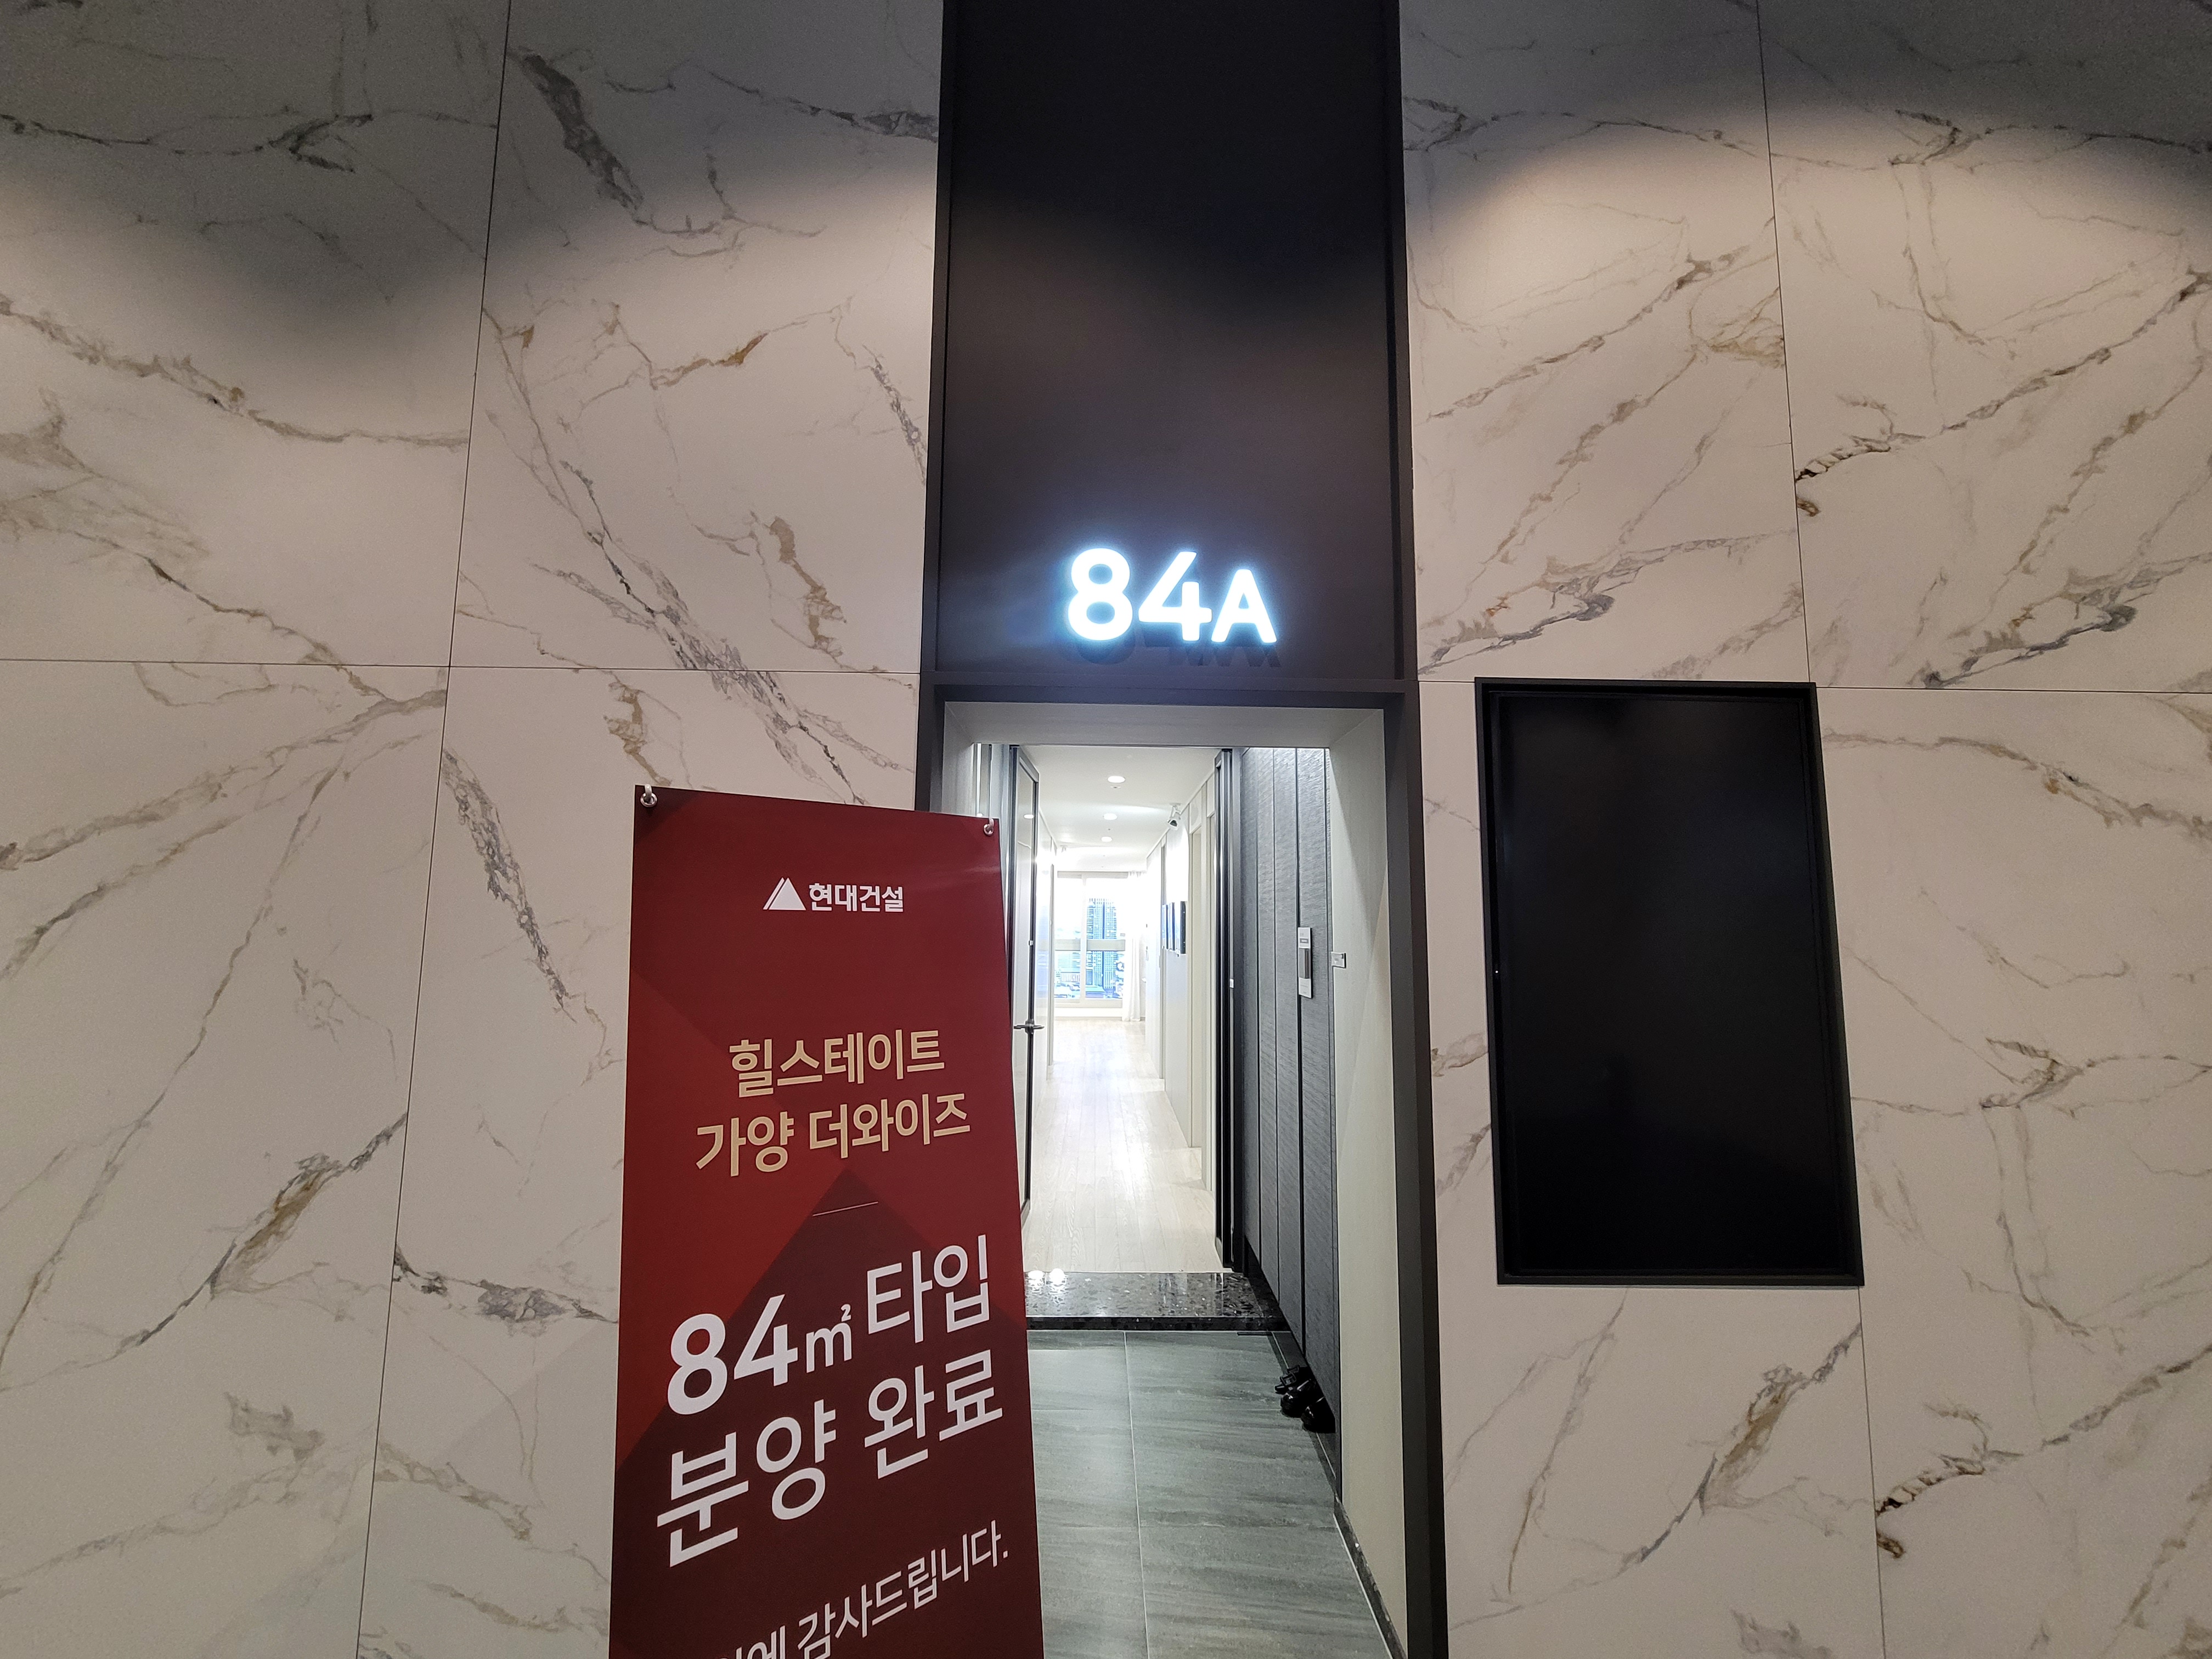 84A
현대건설
힐스테이트
가양 더와이즈
84㎡ 타입
분양 완료
감사드립니다.